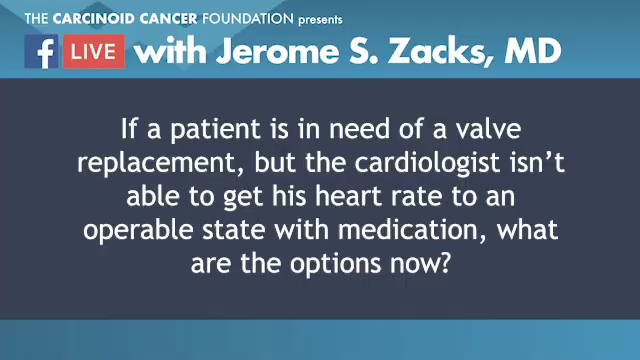 THE CARCINOID CANCER FOUNDATION presents
f LIVE with Jerome S. Zacks, MD
If a patient is in need of a valve
replacement, but the cardiologist isn't
able to get his heart rate to an
operable state with medication, what
are the options now?